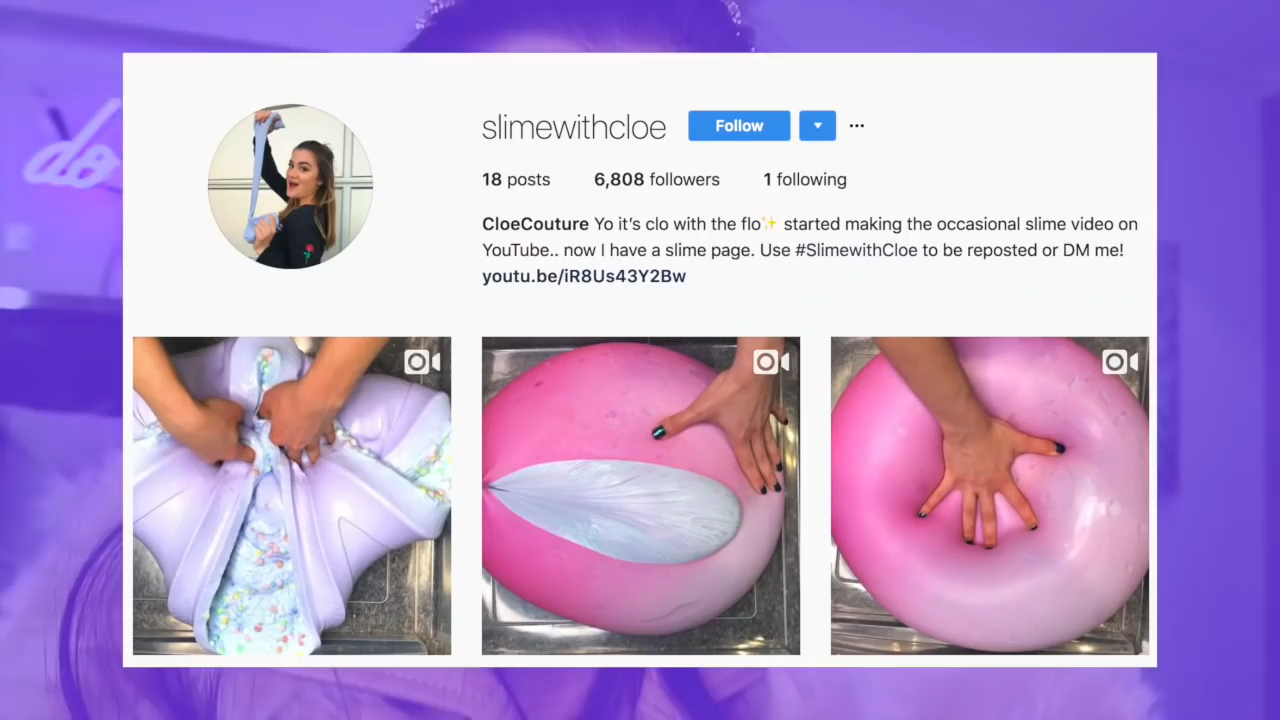 do
slimewithcloe Follow
18 posts 6,808 followers 1 following
CloeCouture Yo it's clo with the flo✨ started making the occasional slime video on
YouTube.. now I have a slime page. Use #SlimewithCloe to be reposted or DM me!
youtu.be/iR8Us43Y2Bw